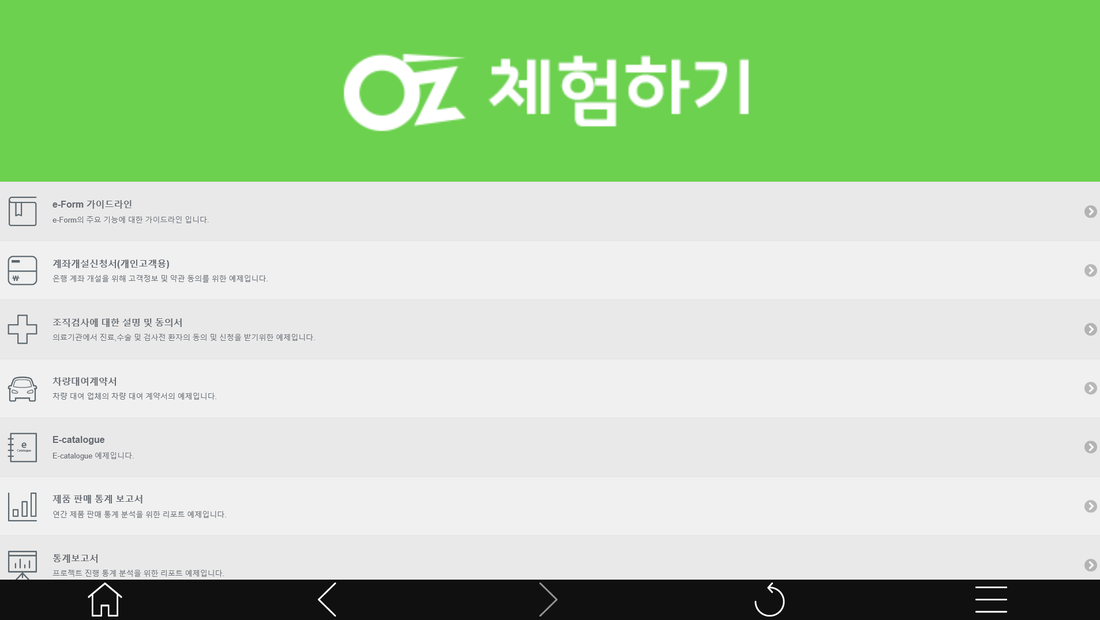 OZ 체험하기
e-Form 가이드라인
e-Form의 주요 기능에 대한 가이드라인 입니다.
계좌개설신청서(개인고객용)
은행 계좌 개설을 위해 고객정보 및 약관 동의를 위한 예제입니다.
조직검사에 대한 설명 및 동의서
의료기관에서 진료,수술 및 검사전 환자의 동의 및 신청을 받기위한 예제입니다.
차량대여계약서
자량 대여 업체의 자량 대여 계약서의 예제입니다.
e
E-catalogue
E-catalogue 예제입니다.
제품 판매 통계 보고서
연간 제품 판매 통계 분석을 위한 리포트 예제입니다.
통계보고서
프로젝트 진행 통계 분석을 위한 리포트 예제입니다.